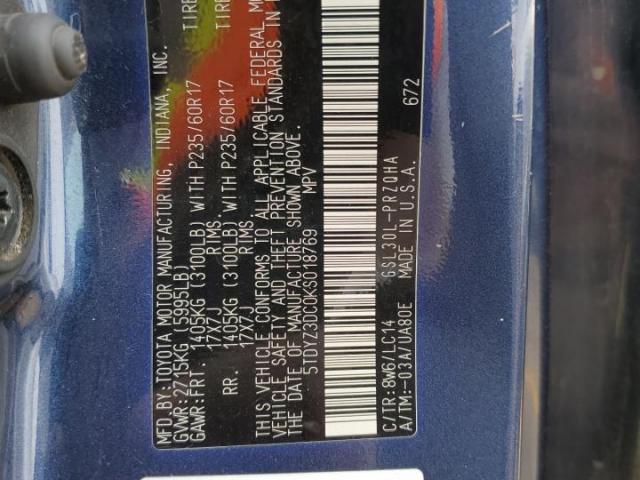 MFD.BY:TOYOTA MOTOR MANUFACTURING, INDIANA, INC.
GVWR:2715KG (5995LB)
GAWR:FRT. 1405KG (3100LB) WITH P235/60R17 TIRE
17X7J RIMS,
RR. 1405KG (3100LB) WITH P235/60R17 TIRE
17X7J RIMS,
THIS VEHICLE CONFORMS TO ALL APPLICABLE FEDERAL
VEHICLE SAFETY AND THEFT PREVENTION STANDARDS IN
THE DATE OF MANUFACTURE SHOWN ABOVE.
5TDYZ3DC0KS018769 MPV
C/TR:8W6/LC14 GSL30L-PRZQHA 672
A/TM:-03A/UA80E MADE IN U.S.A.